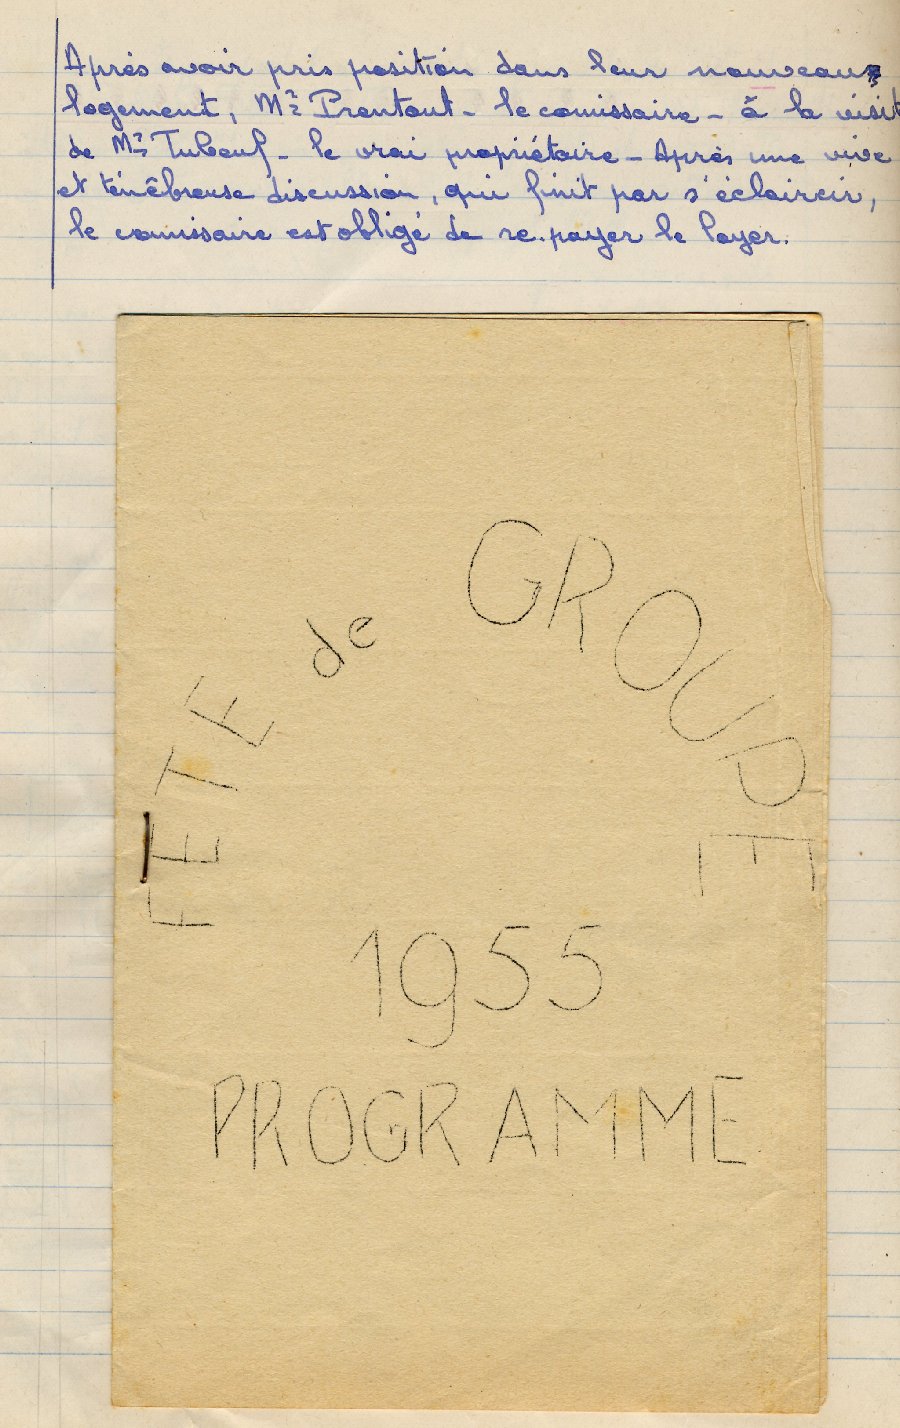 Après avoir pris position dans leur nouveau
logement, Mr Prentout - le comissaire - à la visit
de Mr Tubeuf - le vrai propriétaire - Après une vive
et ténêbreuse discussion, qui finit par s'éclaircir,
le comissaire est obligé de re.payer le loyer.
FETE de GROUPE
1955
PROGRAMME